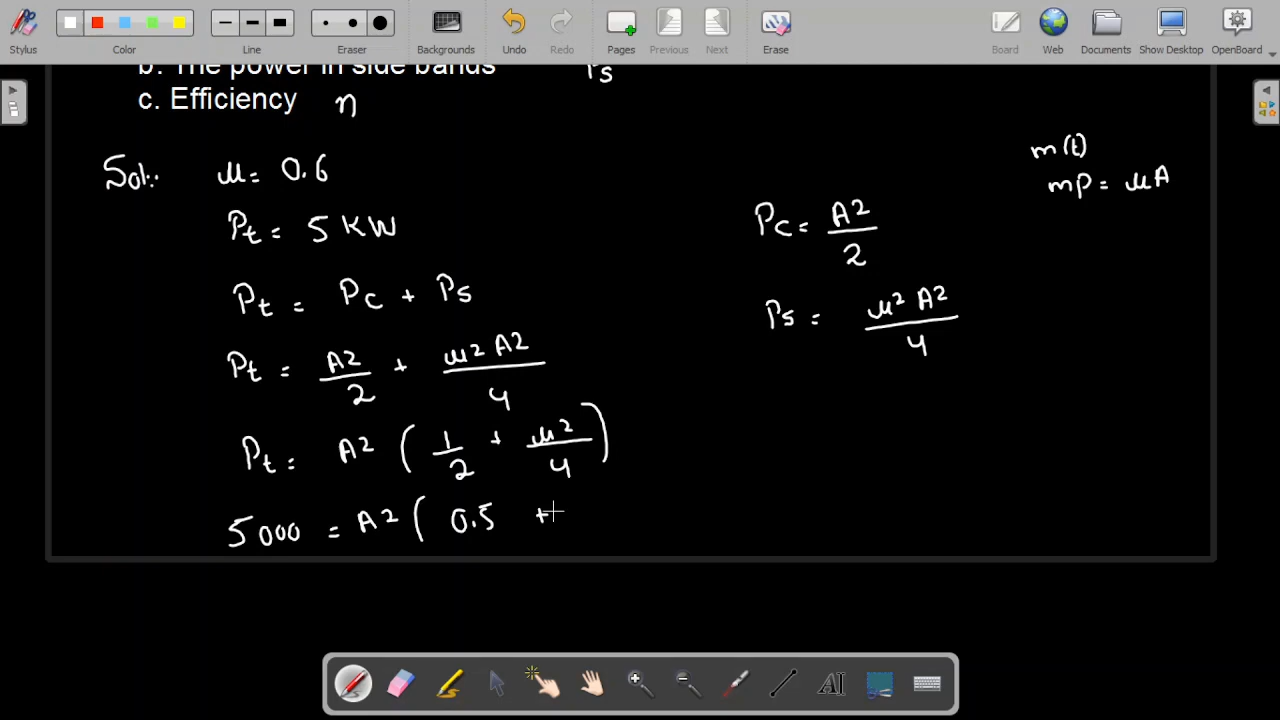 Stylus Color Line Eraser Backgrounds Undo Redo Pages Previous Next Erase Board Web Documents Show Desktop OpenBoard
b. The power in side bands Ps
c. Efficiency η
Sol:. μ = 0.6
Pt = 5 KW
Pt = Pc + Ps
Pt = A2/2 + μ2 A2/4
Pt = A2 ( 1/2 + μ2/4 )
5000 = A2 ( 0.5 +
Pc = A2/2
Ps = μ2 A2/4
m(t)
mp = μA
AI